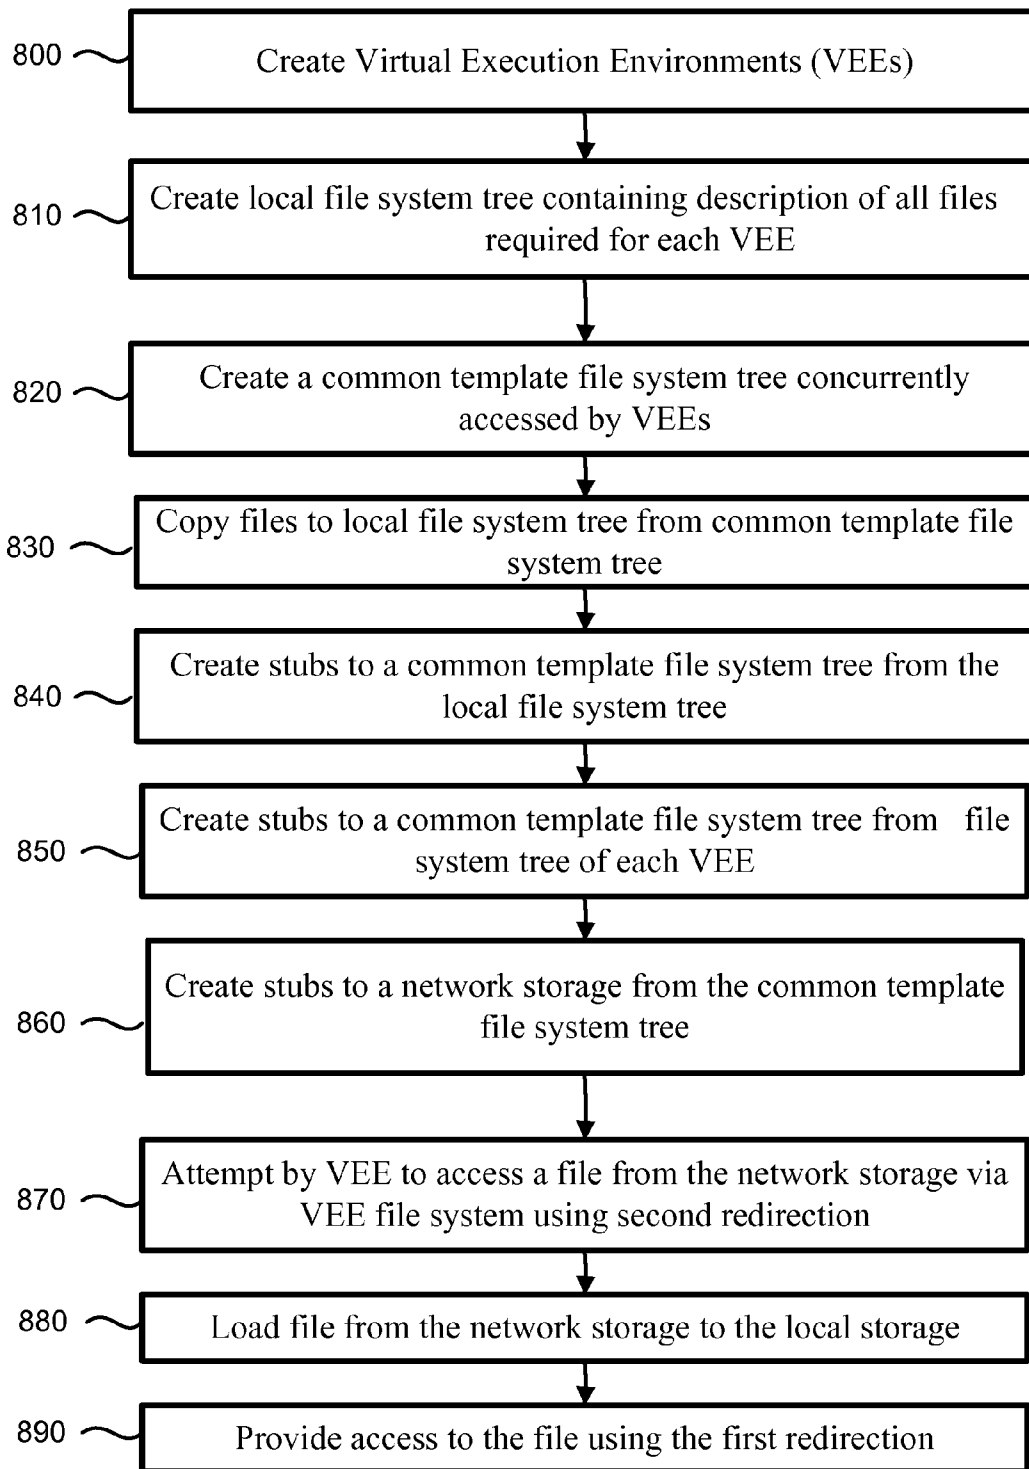 800
Create Virtual Execution Environments (VEEs)
810
Create local file system tree containing description of all files
required for each VEE
820
Create a common template file system tree concurrently
accessed by VEEs
830
Copy files to local file system tree from common template file
system tree
840
Create stubs to a common template file system tree from the
local file system tree
850
Create stubs to a common template file system tree from file
system tree of each VEE
860
Create stubs to a network storage from the common template
file system tree
870
Attempt by VEE to access a file from the network storage via
VEE file system using second redirection
880
Load file from the network storage to the local storage
890
Provide access to the file using the first redirection